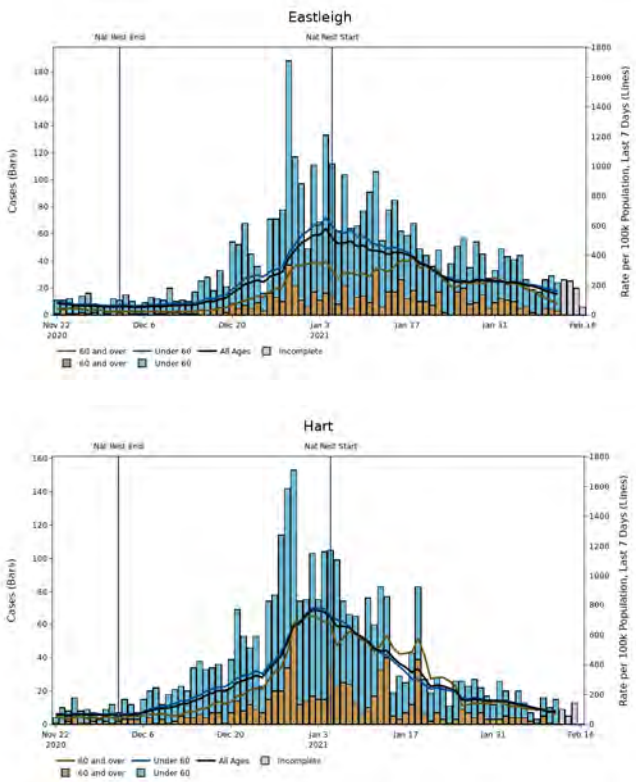 Eastleigh
Nat Rest End Nat Rest Start
Cases (Bars)
180
160
140
120
100
80
60
40
20
0
1800
1600
1400
1200
1000
800
600
400
200
0
Rate per 100k Population, Last 7 Days (Lines)
Nov 22 Dec 6 Dec 20 Jan 3 Jan 17 Jan 31
2020 2021
60 and over Under 60 All Ages Incomplete
60 and over Under 60
Hart
Nat Rest End Nat Rest Start
Cases (Bars)
160
140
120
100
80
60
40
20
0
1800
1600
1400
1200
1000
800
600
400
200
0
Rate per 100k Population, Last 7 Days (Lines)
Nov 22 Dec 6 Dec 20 Jan 3 Jan 17 Jan 31 Feb 14
2020 2021
60 and over Under 60 All Ages Incomplete
60 and over Under 60